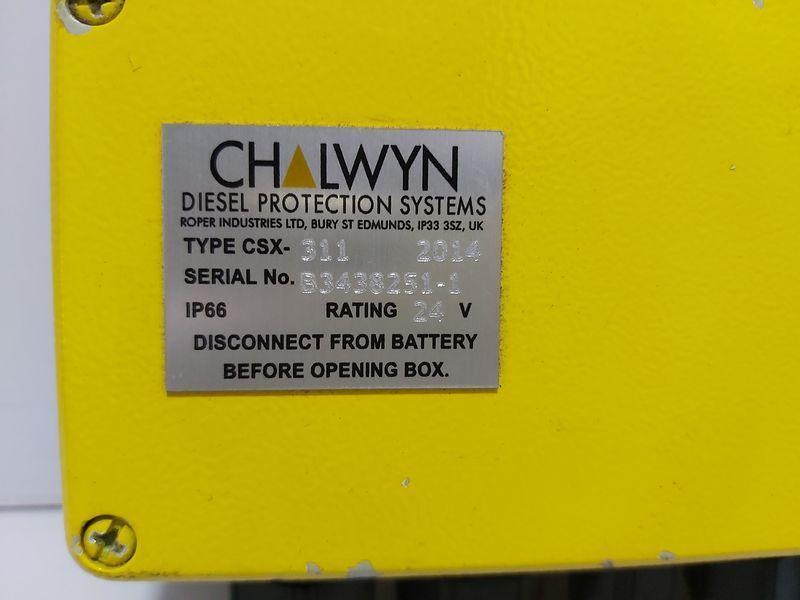 CHALWYN
DIESEL PROTECTION SYSTEMS
ROPER INDUSTRIES LTD, BURY ST EDMUNDS, IP33 3SZ, UK
TYPE CSX- 311 2014
SERIAL No. B3438251-1
IP66 RATING 24 V
DISCONNECT FROM BATTERY
BEFORE OPENING BOX.